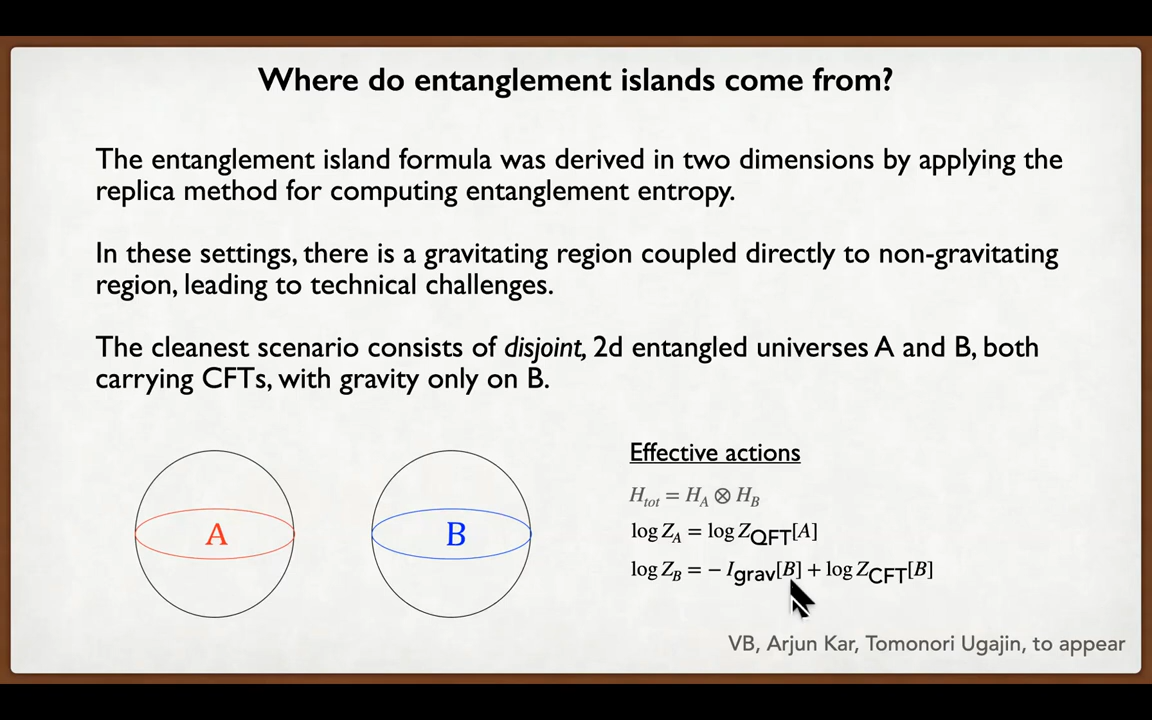 Where do entanglement islands come from?
The entanglement island formula was derived in two dimensions by applying the
replica method for computing entanglement entropy.
In these settings, there is a gravitating region coupled directly to non-gravitating
region, leading to technical challenges.
The cleanest scenario consists of disjoint, 2d entangled universes A and B, both
carrying CFTs, with gravity only on B.
A
B
Effective actions
H_tot = H_A ⊗ H_B
log Z_A = log Z_QFT[A]
log Z_B = − I_grav[B] + log Z_CFT[B]
VB, Arjun Kar, Tomonori Ugajin, to appear